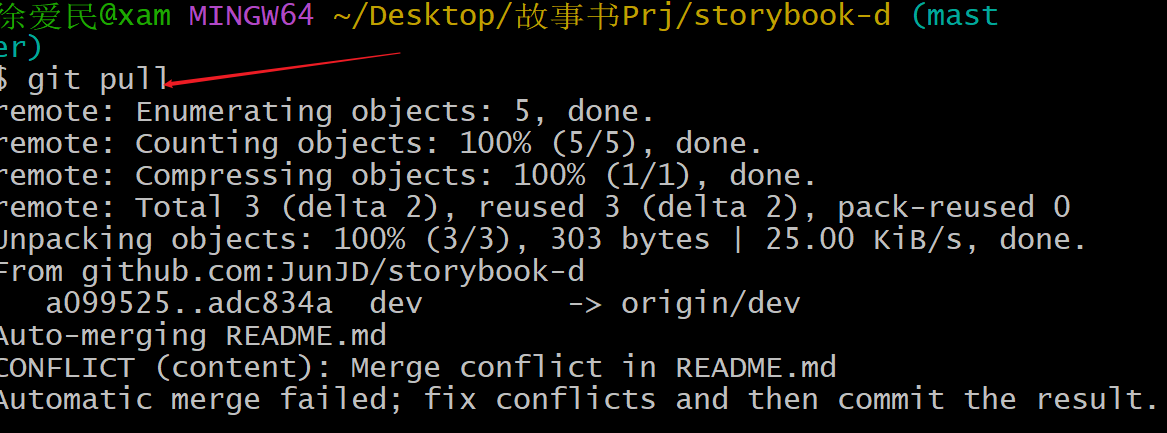 徐爱民@xam MINGW64 ~/Desktop/故事书Prj/storybook-d (mast
er)
$ git pull
remote: Enumerating objects: 5, done.
remote: Counting objects: 100% (5/5), done.
remote: Compressing objects: 100% (1/1), done.
remote: Total 3 (delta 2), reused 3 (delta 2), pack-reused 0
Unpacking objects: 100% (3/3), 303 bytes | 25.00 KiB/s, done.
From github.com:JunJD/storybook-d
   a099525..adc834a  dev        -> origin/dev
Auto-merging README.md
CONFLICT (content): Merge conflict in README.md
Automatic merge failed; fix conflicts and then commit the result.